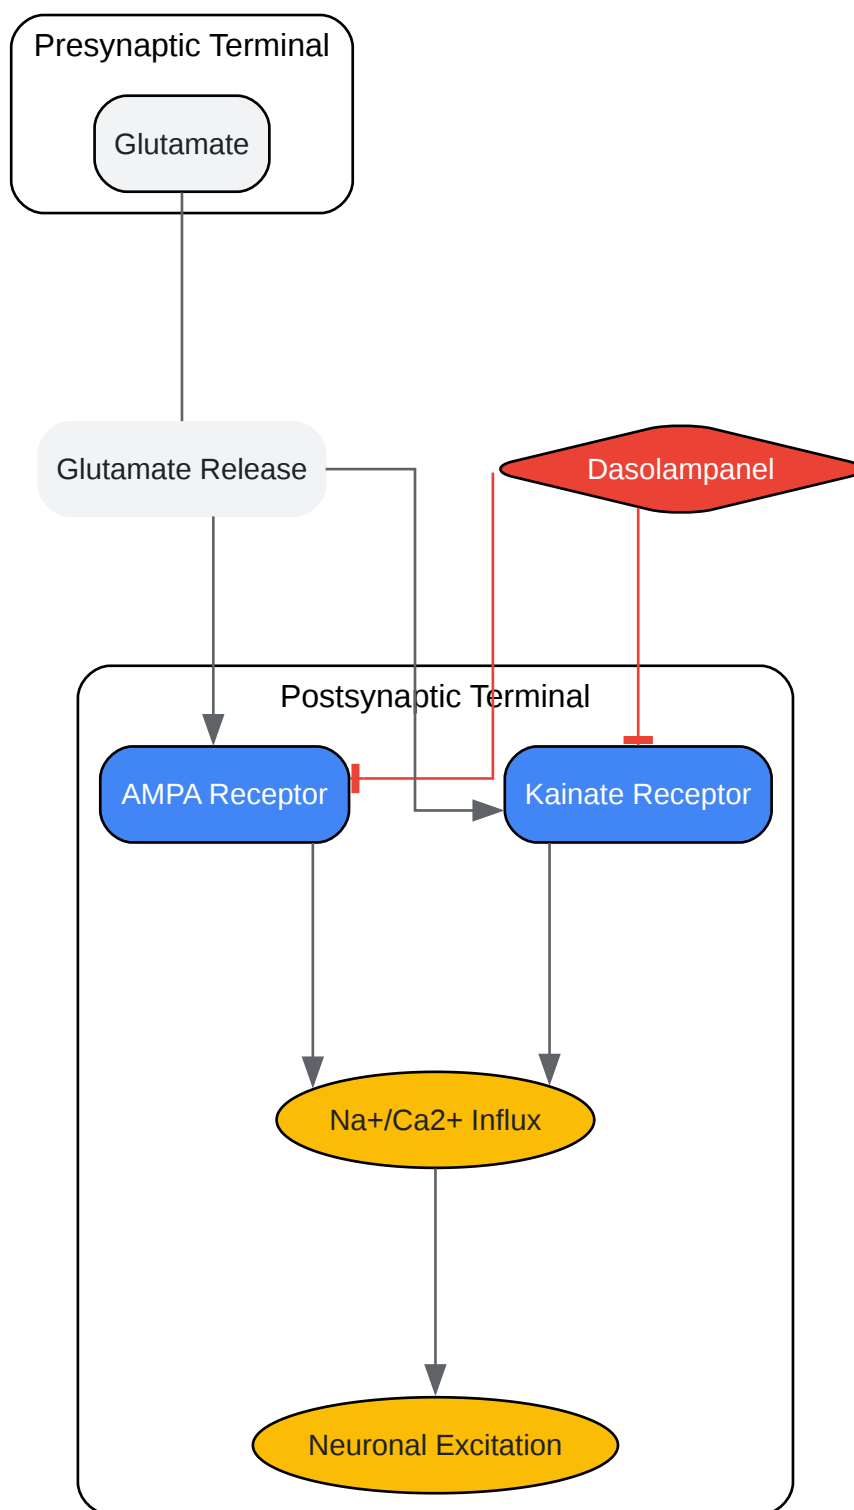 Presynaptic Terminal
Glutamate
Glutamate Release
Dasolampanel
Postsynaptic Terminal
AMPA Receptor
Kainate Receptor
Na+/Ca2+ Influx
Neuronal Excitation